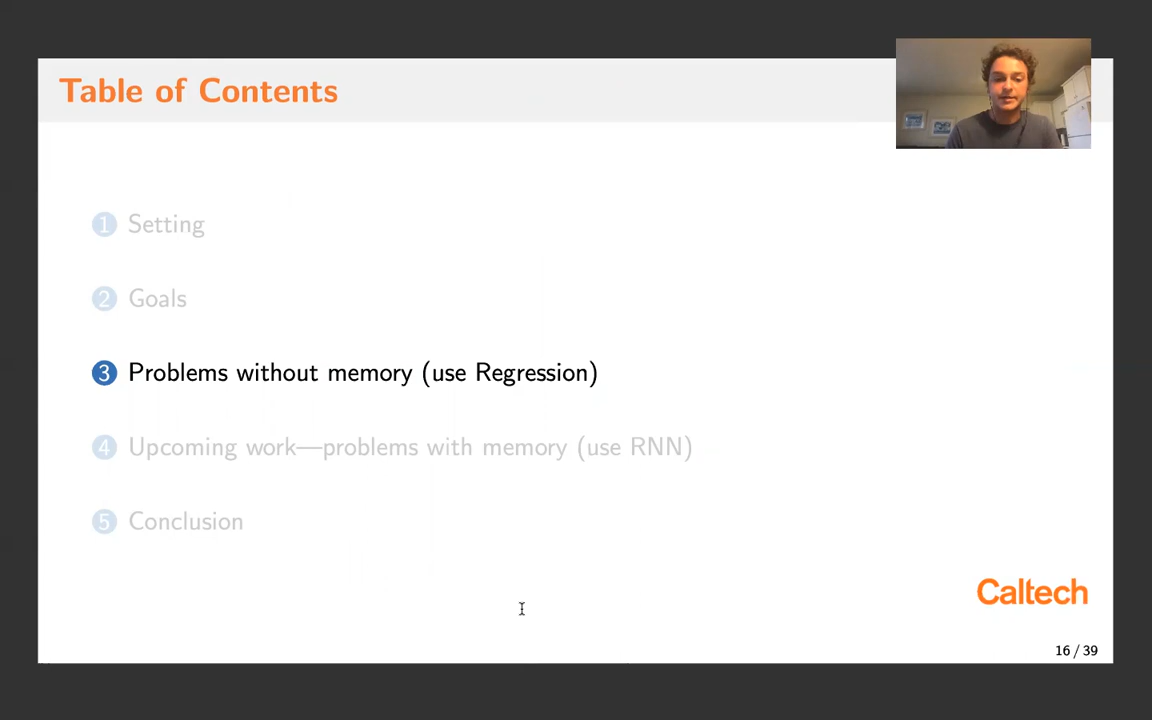 Table of Contents
1 Setting
2 Goals
3 Problems without memory (use Regression)
4 Upcoming work—problems with memory (use RNN)
5 Conclusion
Caltech
16 / 39